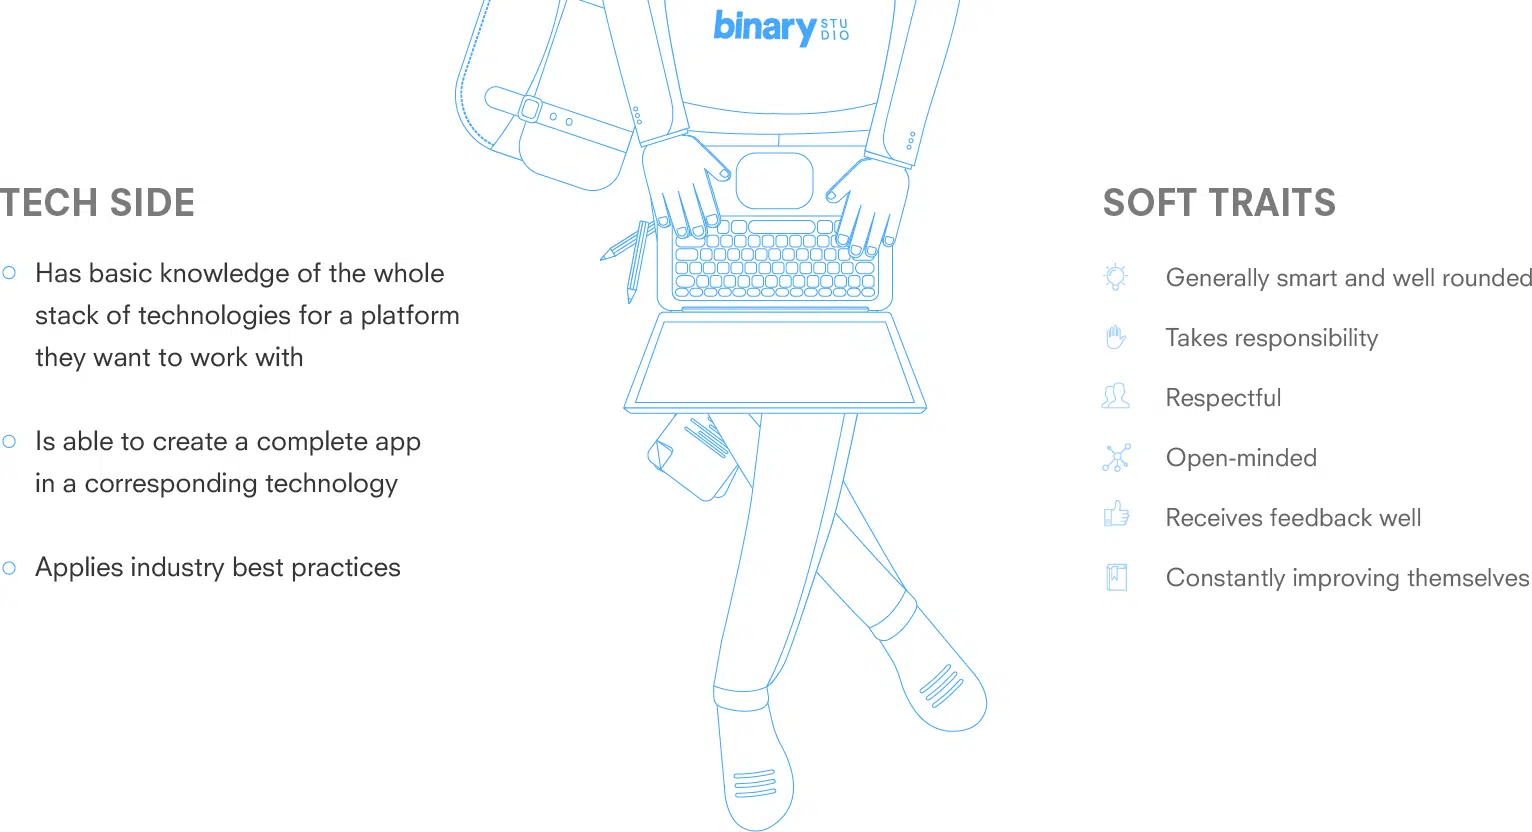 binary STU
DIO
TECH SIDE
Has basic knowledge of the whole
stack of technologies for a platform
they want to work with
Is able to create a complete app
in a corresponding technology
Applies industry best practices
SOFT TRAITS
Generally smart and well rounded
Takes responsibility
Respectful
Open-minded
Receives feedback well
Constantly improving themselves